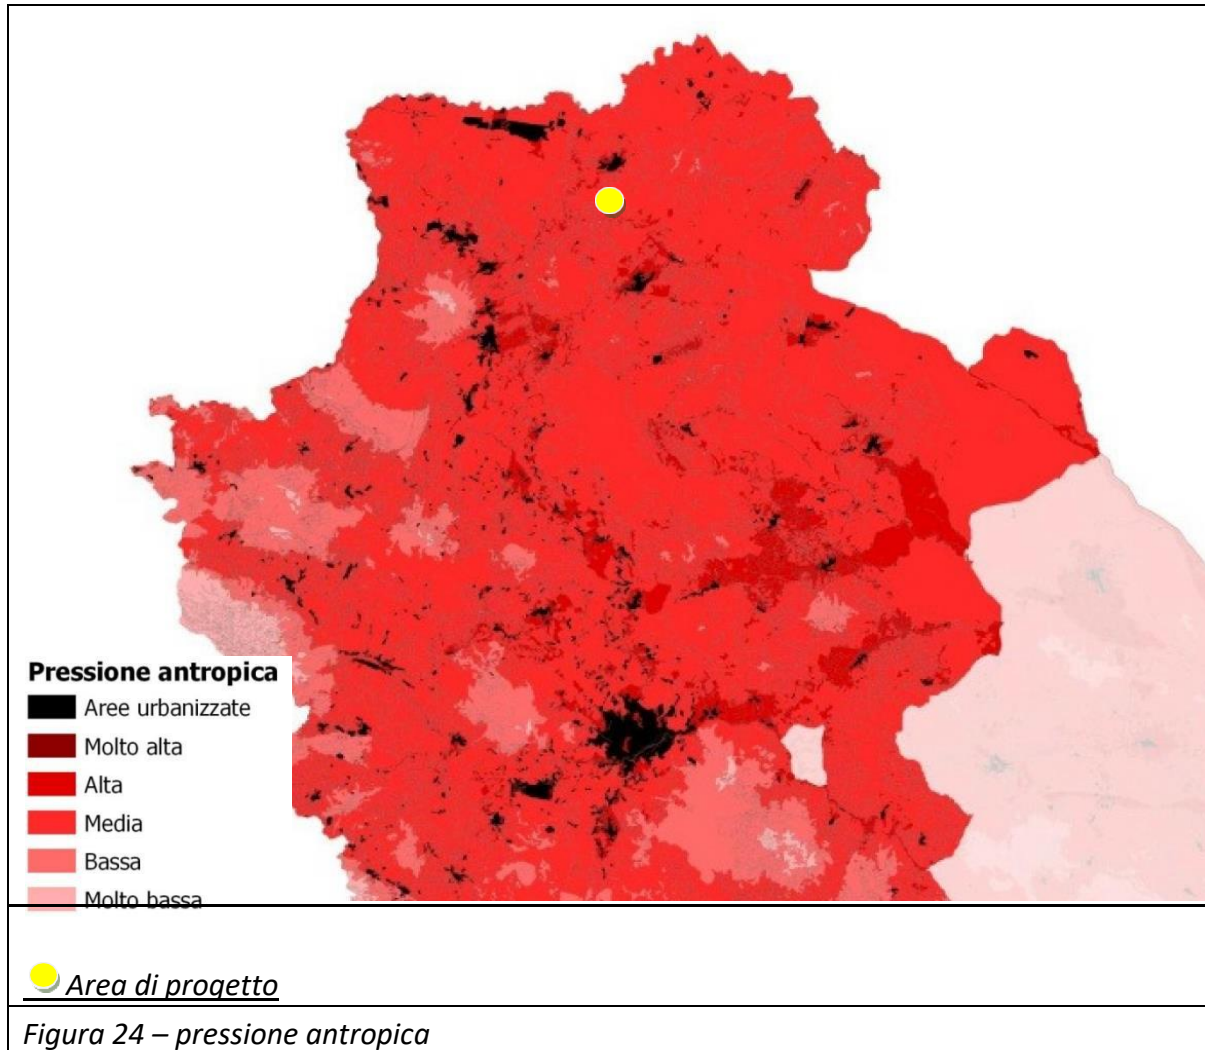 Pressione antropica
Aree urbanizzate
Molto alta
Alta
Media
Bassa
Molto bassa
Area di progetto
Figura 24 – pressione antropica